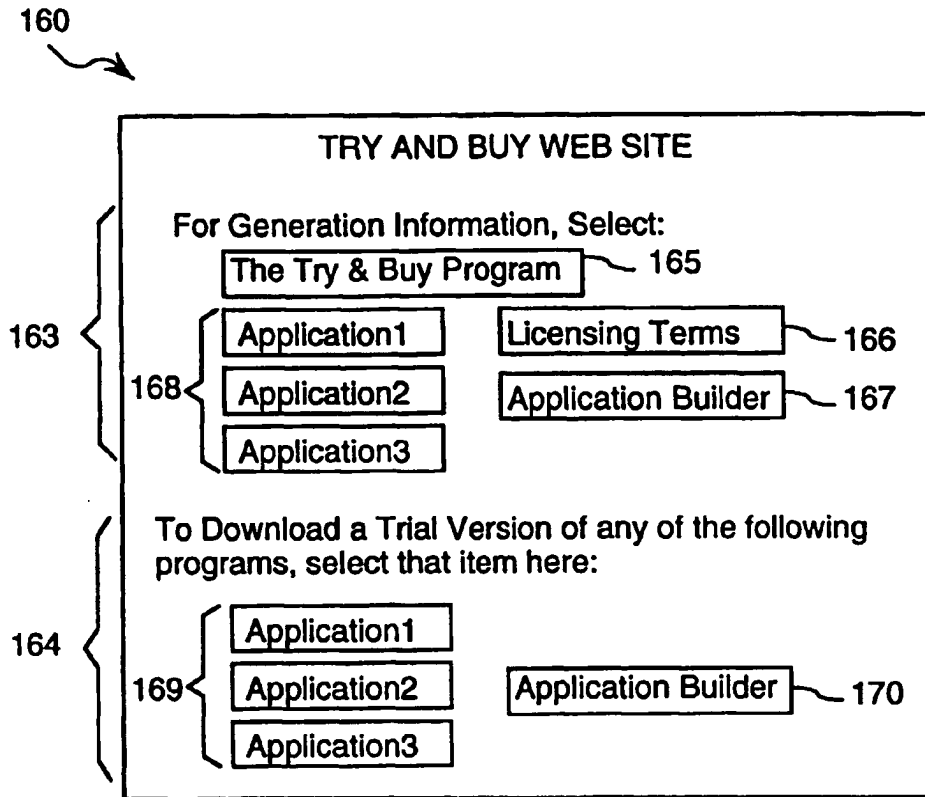 160
TRY AND BUY WEB SITE
For Generation Information, Select:
The Try & Buy Program 165
163
168
Application1 Licensing Terms 166
Application2 Application Builder 167
Application3
To Download a Trial Version of any of the following
programs, select that item here:
164
169
Application1
Application2 Application Builder 170
Application3